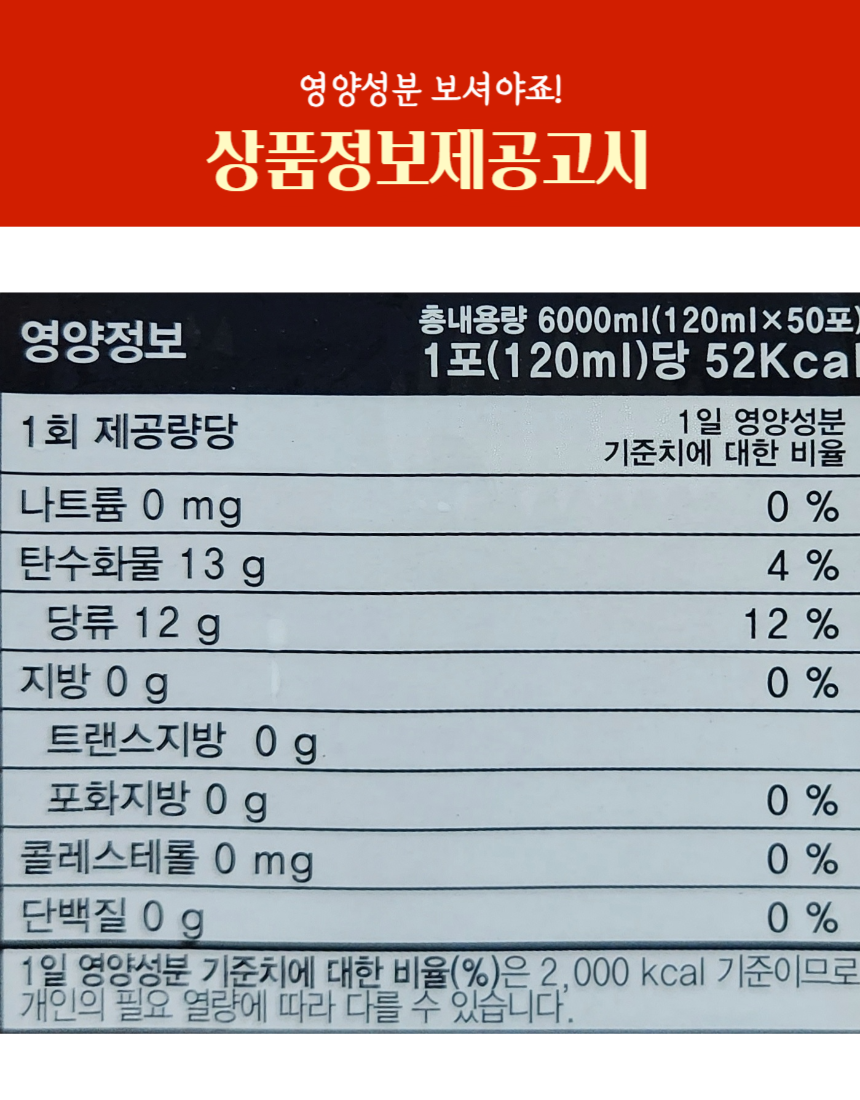 영양성분 보셔야죠!
상품정보제공고시
영양정보
총내용량 6000ml(120ml×50포)
1포(120ml)당 52Kcal
1회 제공량당
1일 영양성분
기준치에 대한 비율
나트륨 0 mg 0 %
탄수화물 13 g 4 %
당류 12 g 12 %
지방 0 g 0 %
트랜스지방 0 g
포화지방 0 g 0 %
콜레스테롤 0 mg 0 %
단백질 0 g 0 %
1일 영양성분 기준치에 대한 비율(%)은 2,000 kcal 기준이므로
개인의 필요 열량에 따라 다를 수 있습니다.